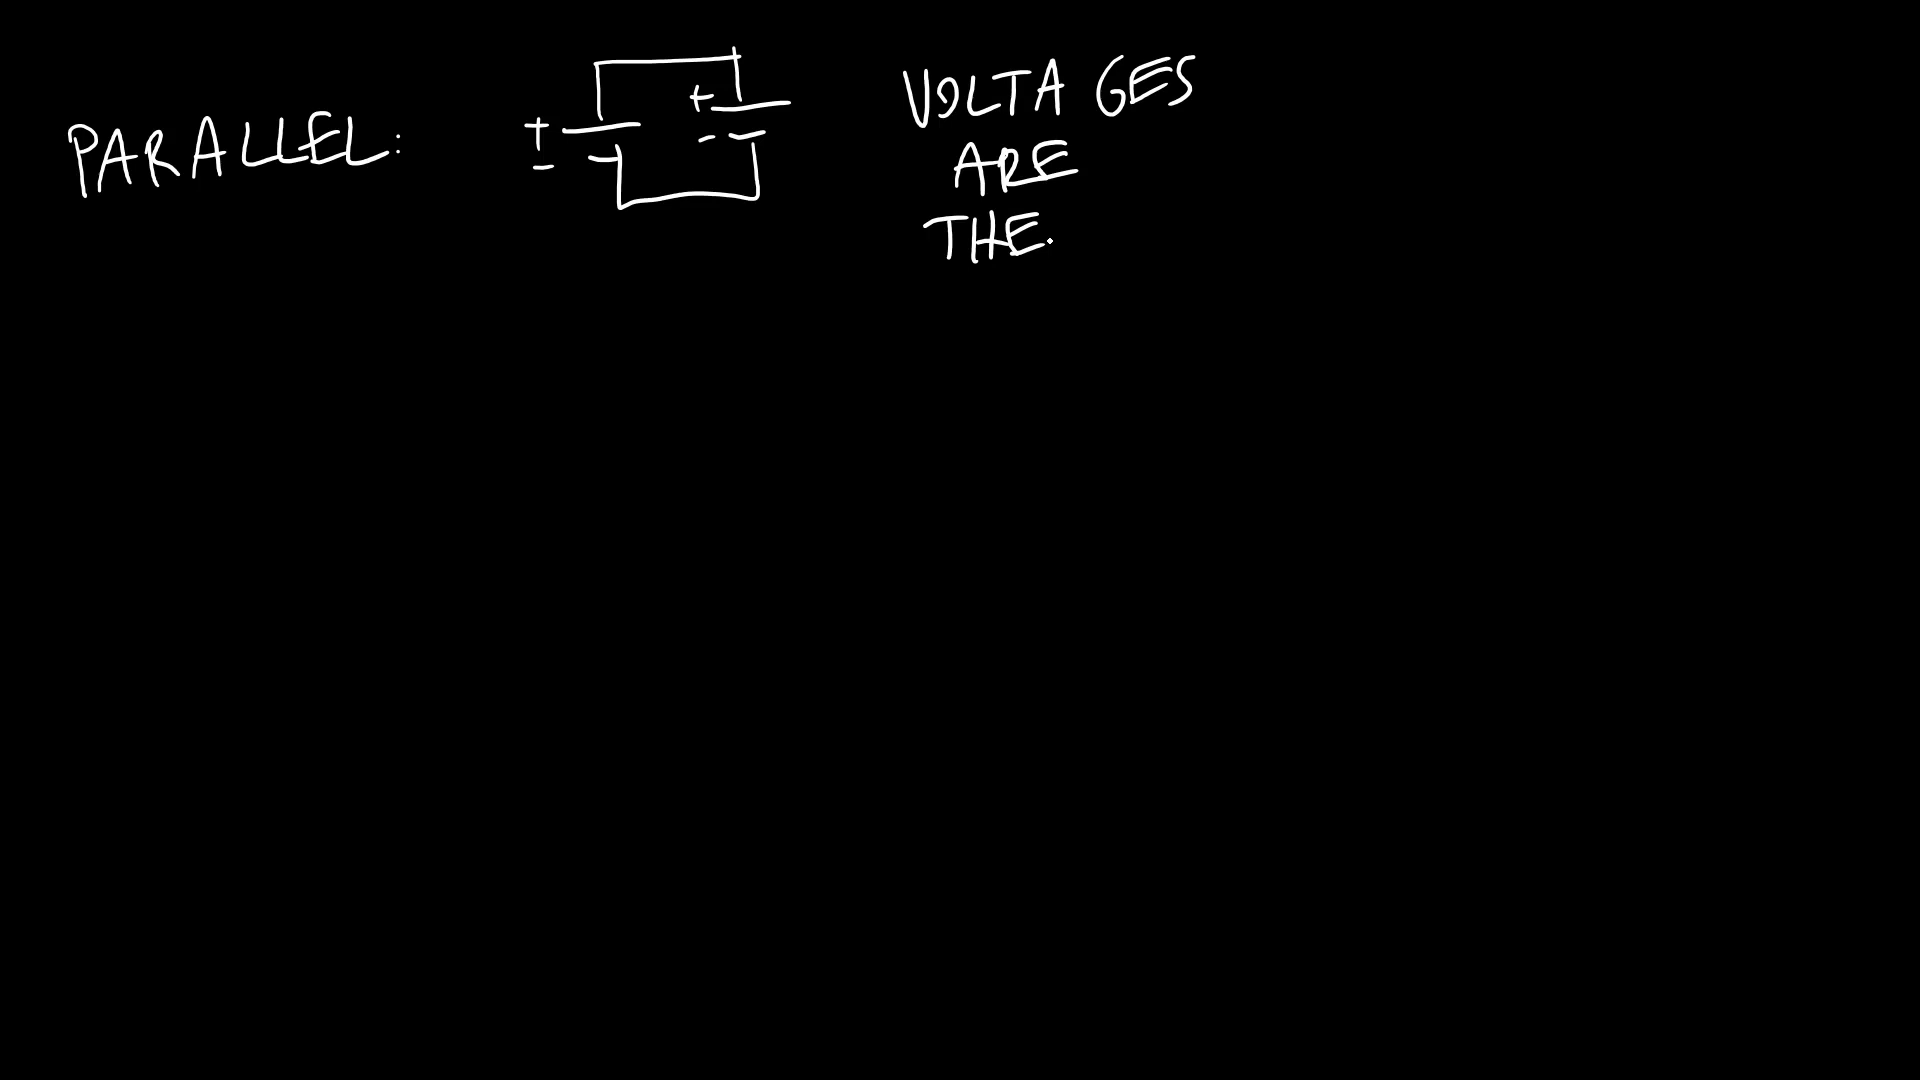 PARALLEL:
+
-
+
-
VOLTAGES
ARE
THE